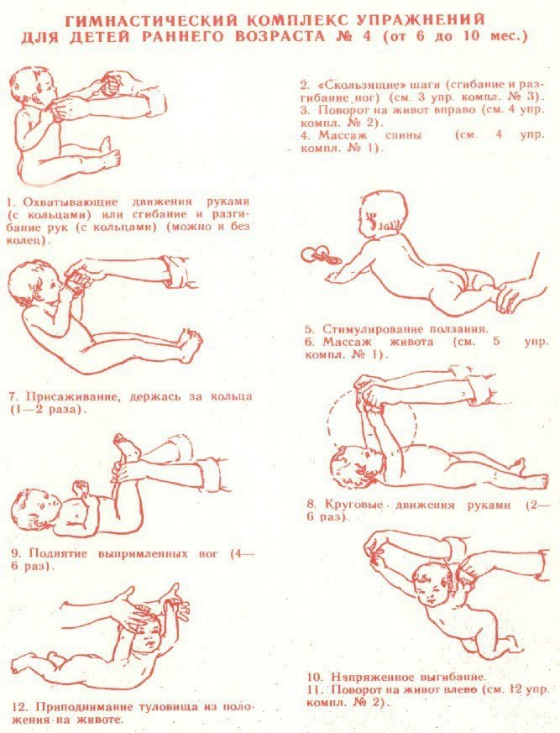 ГИМНАСТИЧЕСКИЙ КОМПЛЕКС УПРАЖНЕНИЙ
ДЛЯ ДЕТЕЙ РАННЕГО ВОЗРАСТА № 4 (от 6 до 10 мес.)
1. Охватывающие движения руками
(с кольцами) или сгибание и разги-
бание рук (с кольцами) (можно и без
колец).
2. «Скользящие» шаги (сгибание и раз-
гибание ног) (см. 3 упр. компл. № 3).
3. Поворот на живот вправо (см. 4 упр.
компл. № 2).
4. Массаж спины (см. 4 упр.
компл. № 1).
5. Стимулирование ползания.
6. Массаж живота (см. 5 упр.
компл. № 1).
7. Присаживание, держась за кольца
(1—2 раза).
8. Круговые движения руками (2—
6 раз).
9. Поднятие выпрямленных ног (4—
6 раз).
10. Напряженное выгибание.
11. Поворот на живот влево (см. 12 упр.
компл. № 2).
12. Приподнимание туловища из поло-
жения на животе.